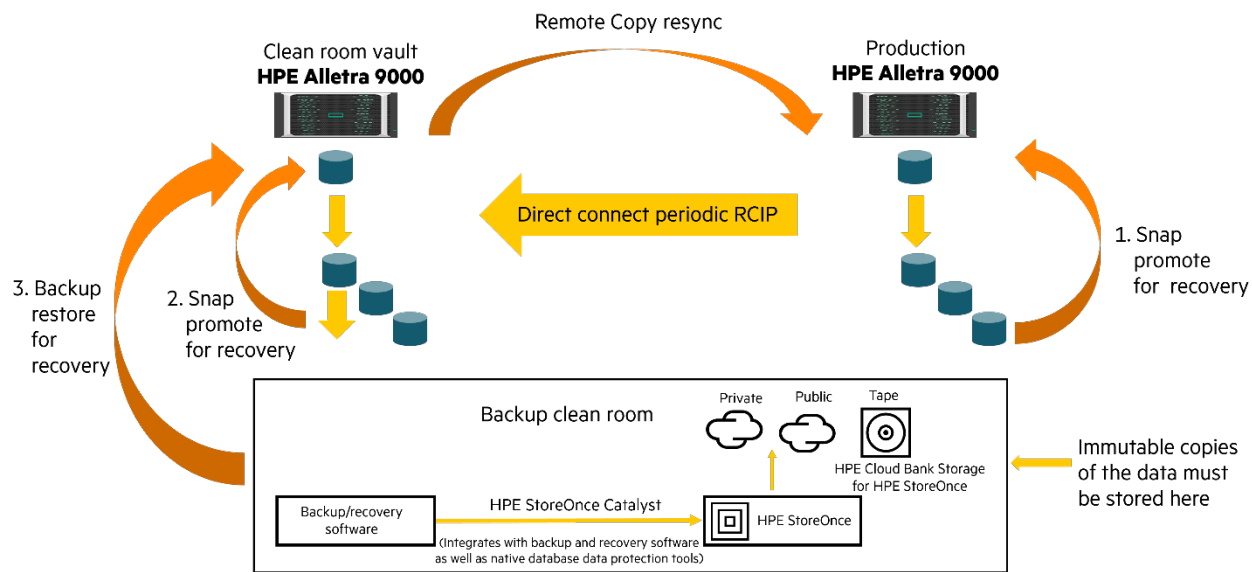 Remote Copy resync
Clean room vault
HPE Alletra 9000
Production
HPE Alletra 9000
Direct connect periodic RCIP
1. Snap
promote
for recovery
2. Snap
promote
for recovery
3. Backup
restore
for
recovery
Backup clean room
Private
Public
Tape
HPE Cloud Bank Storage
for HPE StoreOnce
Immutable copies
of the data must
be stored here
Backup/recovery
software
HPE StoreOnce Catalyst
(Integrates with backup and recovery software
as well as native database data protection tools)
HPE StoreOnce